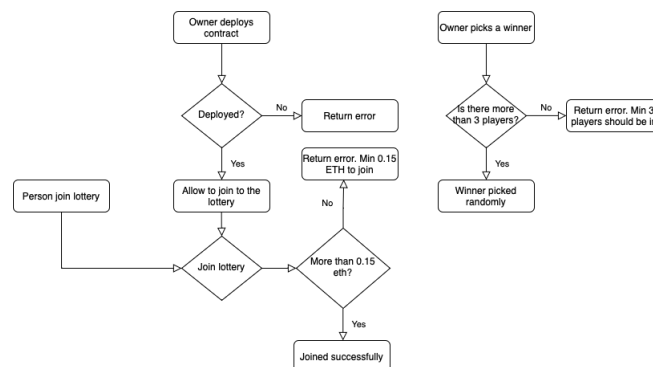 Owner deploys
contract
Owner picks a winner
Deployed?
No
Return error
Is there more
than 3 players?
No
Return error. Min 3
players should be
Yes
Return error. Min 0.15
ETH to join
Yes
Person join lottery
Allow to join to the
lottery
Winner picked
randomly
No
Join lottery
More than 0.15
eth?
Yes
Joined successfully